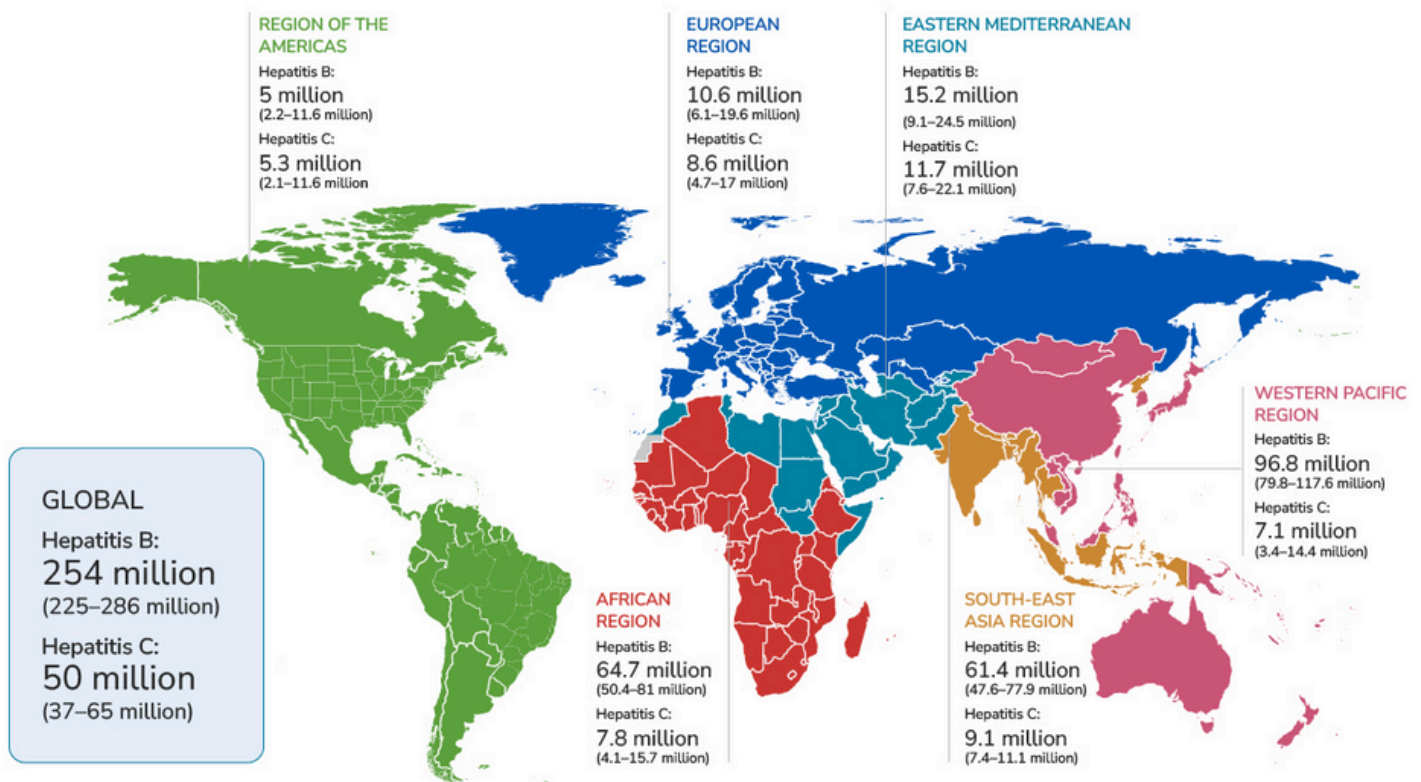 REGION OF THE
AMERICAS
Hepatitis B:
5 million
(2.2–11.6 million)
Hepatitis C:
5.3 million
(2.1–11.6 million
EUROPEAN
REGION
Hepatitis B:
10.6 million
(6.1–19.6 million)
Hepatitis C:
8.6 million
(4.7–17 million)
EASTERN MEDITERRANEAN
REGION
Hepatitis B:
15.2 million
(9.1–24.5 million)
Hepatitis C:
11.7 million
(7.6–22.1 million)
WESTERN PACIFIC
REGION
Hepatitis B:
96.8 million
(79.8–117.6 million)
Hepatitis C:
7.1 million
(3.4–14.4 million)
GLOBAL
Hepatitis B:
254 million
(225–286 million)
Hepatitis C:
50 million
(37–65 million)
AFRICAN
REGION
Hepatitis B:
64.7 million
(50.4–81 million)
Hepatitis C:
7.8 million
(4.1–15.7 million)
SOUTH-EAST
ASIA REGION
Hepatitis B:
61.4 million
(47.6–77.9 million)
Hepatitis C:
9.1 million
(7.4–11.1 million)